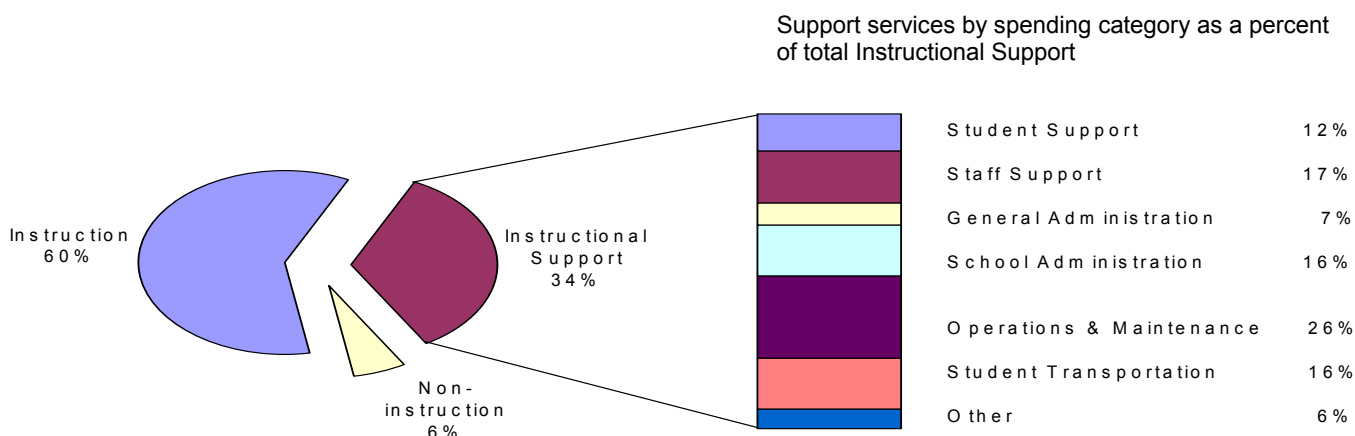 Support services by spending category as a percent
of total Instructional Support
Instruction
60%
Instructional
Support
34%
Non-
instruction
6%
Student Support 12%
Staff Support 17%
General Administration 7%
School Administration 16%
Operations & Maintenance 26%
Student Transportation 16%
Other 6%